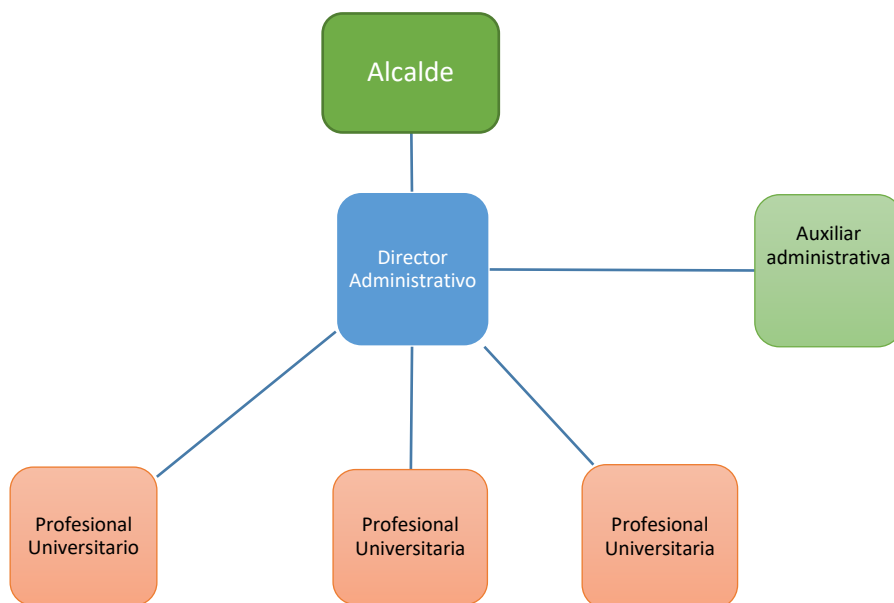 Alcalde
Director
Administrativo
Auxiliar
administrativa
Profesional
Universitario
Profesional
Universitaria
Profesional
Universitaria